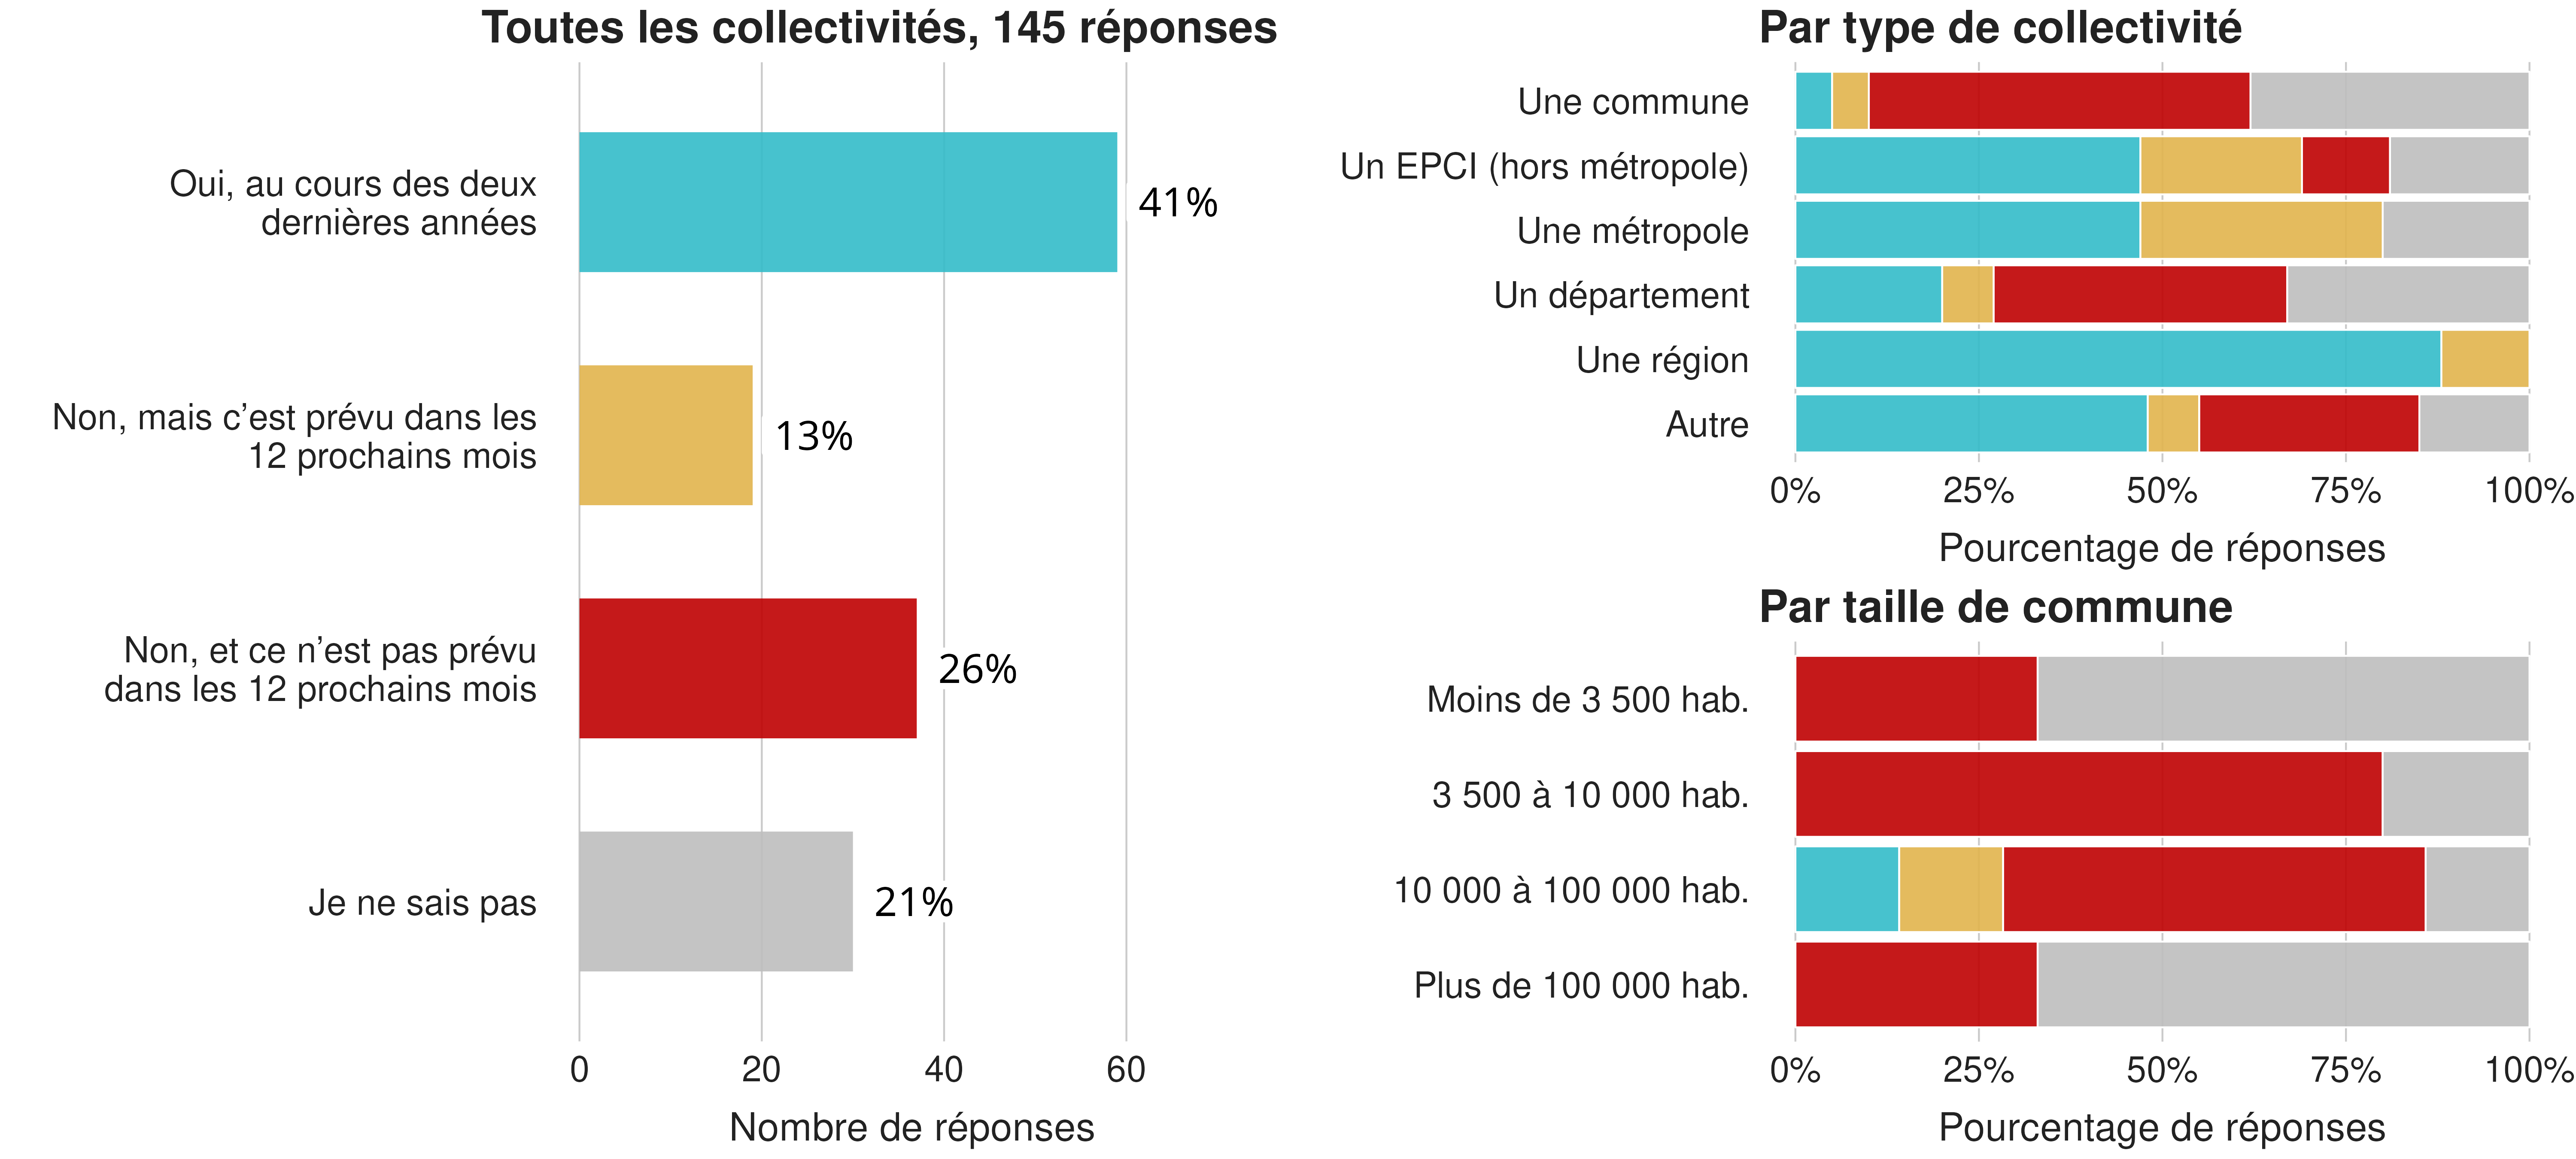 Toutes les collectivités, 145 réponses
Oui, au cours des deux
dernières années
41%
Non, mais c’est prévu dans les
12 prochains mois
13%
Non, et ce n’est pas prévu
dans les 12 prochains mois
26%
Je ne sais pas
21%
0 20 40 60
Nombre de réponses
Par type de collectivité
Une commune
Un EPCI (hors métropole)
Une métropole
Un département
Une région
Autre
0% 25% 50% 75% 100%
Pourcentage de réponses
Par taille de commune
Moins de 3 500 hab.
3 500 à 10 000 hab.
10 000 à 100 000 hab.
Plus de 100 000 hab.
0% 25% 50% 75% 100%
Pourcentage de réponses